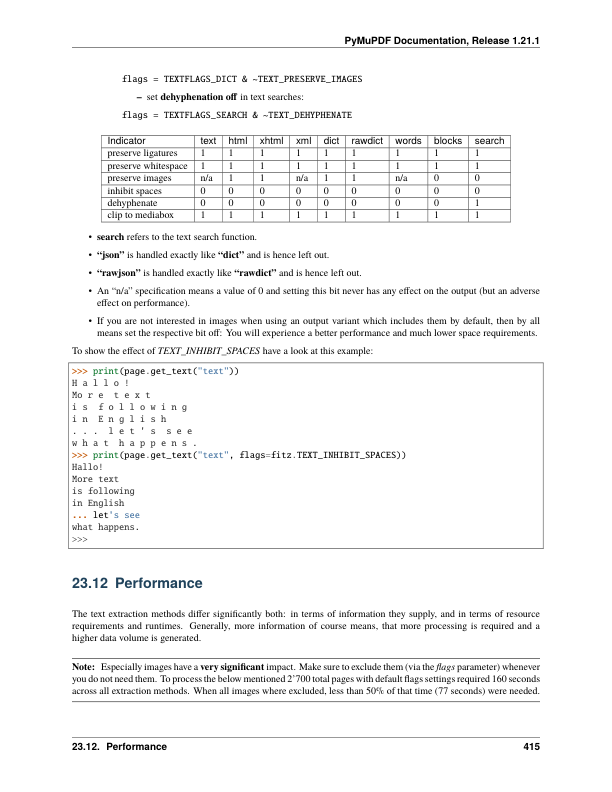 PyMuPDF Documentation, Release 1.21.1
flags = TEXTFLAGS_DICT & ~TEXT_PRESERVE_IMAGES
– set dehyphenation off in text searches:
flags = TEXTFLAGS_SEARCH & ~TEXT_DEHYPHENATE
Indicator text html xhtml xml dict rawdict words blocks search
preserve ligatures 1 1 1 1 1 1 1 1 1
preserve whitespace 1 1 1 1 1 1 1 1 1
preserve images n/a 1 1 n/a 1 1 n/a 0 0
inhibit spaces 0 0 0 0 0 0 0 0 0
dehyphenate 0 0 0 0 0 0 0 0 1
clip to mediabox 1 1 1 1 1 1 1 1 1
• search refers to the text search function.
• “json” is handled exactly like “dict” and is hence left out.
• “rawjson” is handled exactly like “rawdict” and is hence left out.
• An “n/a” specification means a value of 0 and setting this bit never has any effect on the output (but an adverse
effect on performance).
• If you are not interested in images when using an output variant which includes them by default, then by all
means set the respective bit off: You will experience a better performance and much lower space requirements.
To show the effect of TEXT_INHIBIT_SPACES have a look at this example:
>>> print(page.get_text("text"))
H a l l o !
Mo r e  t e x t
i s  f o l l o w i n g
i n  E n g l i s h
. . .  l e t ' s  s e e
w h a t  h a p p e n s .
>>> print(page.get_text("text", flags=fitz.TEXT_INHIBIT_SPACES))
Hallo!
More text
is following
in English
... let's see
what happens.
>>>
23.12 Performance
The text extraction methods differ significantly both: in terms of information they supply, and in terms of resource
requirements and runtimes. Generally, more information of course means, that more processing is required and a
higher data volume is generated.
Note: Especially images have a very significant impact. Make sure to exclude them (via the flags parameter) whenever
you do not need them. To process the below mentioned 2'700 total pages with default flags settings required 160 seconds
across all extraction methods. When all images where excluded, less than 50% of that time (77 seconds) were needed.
23.12. Performance 415